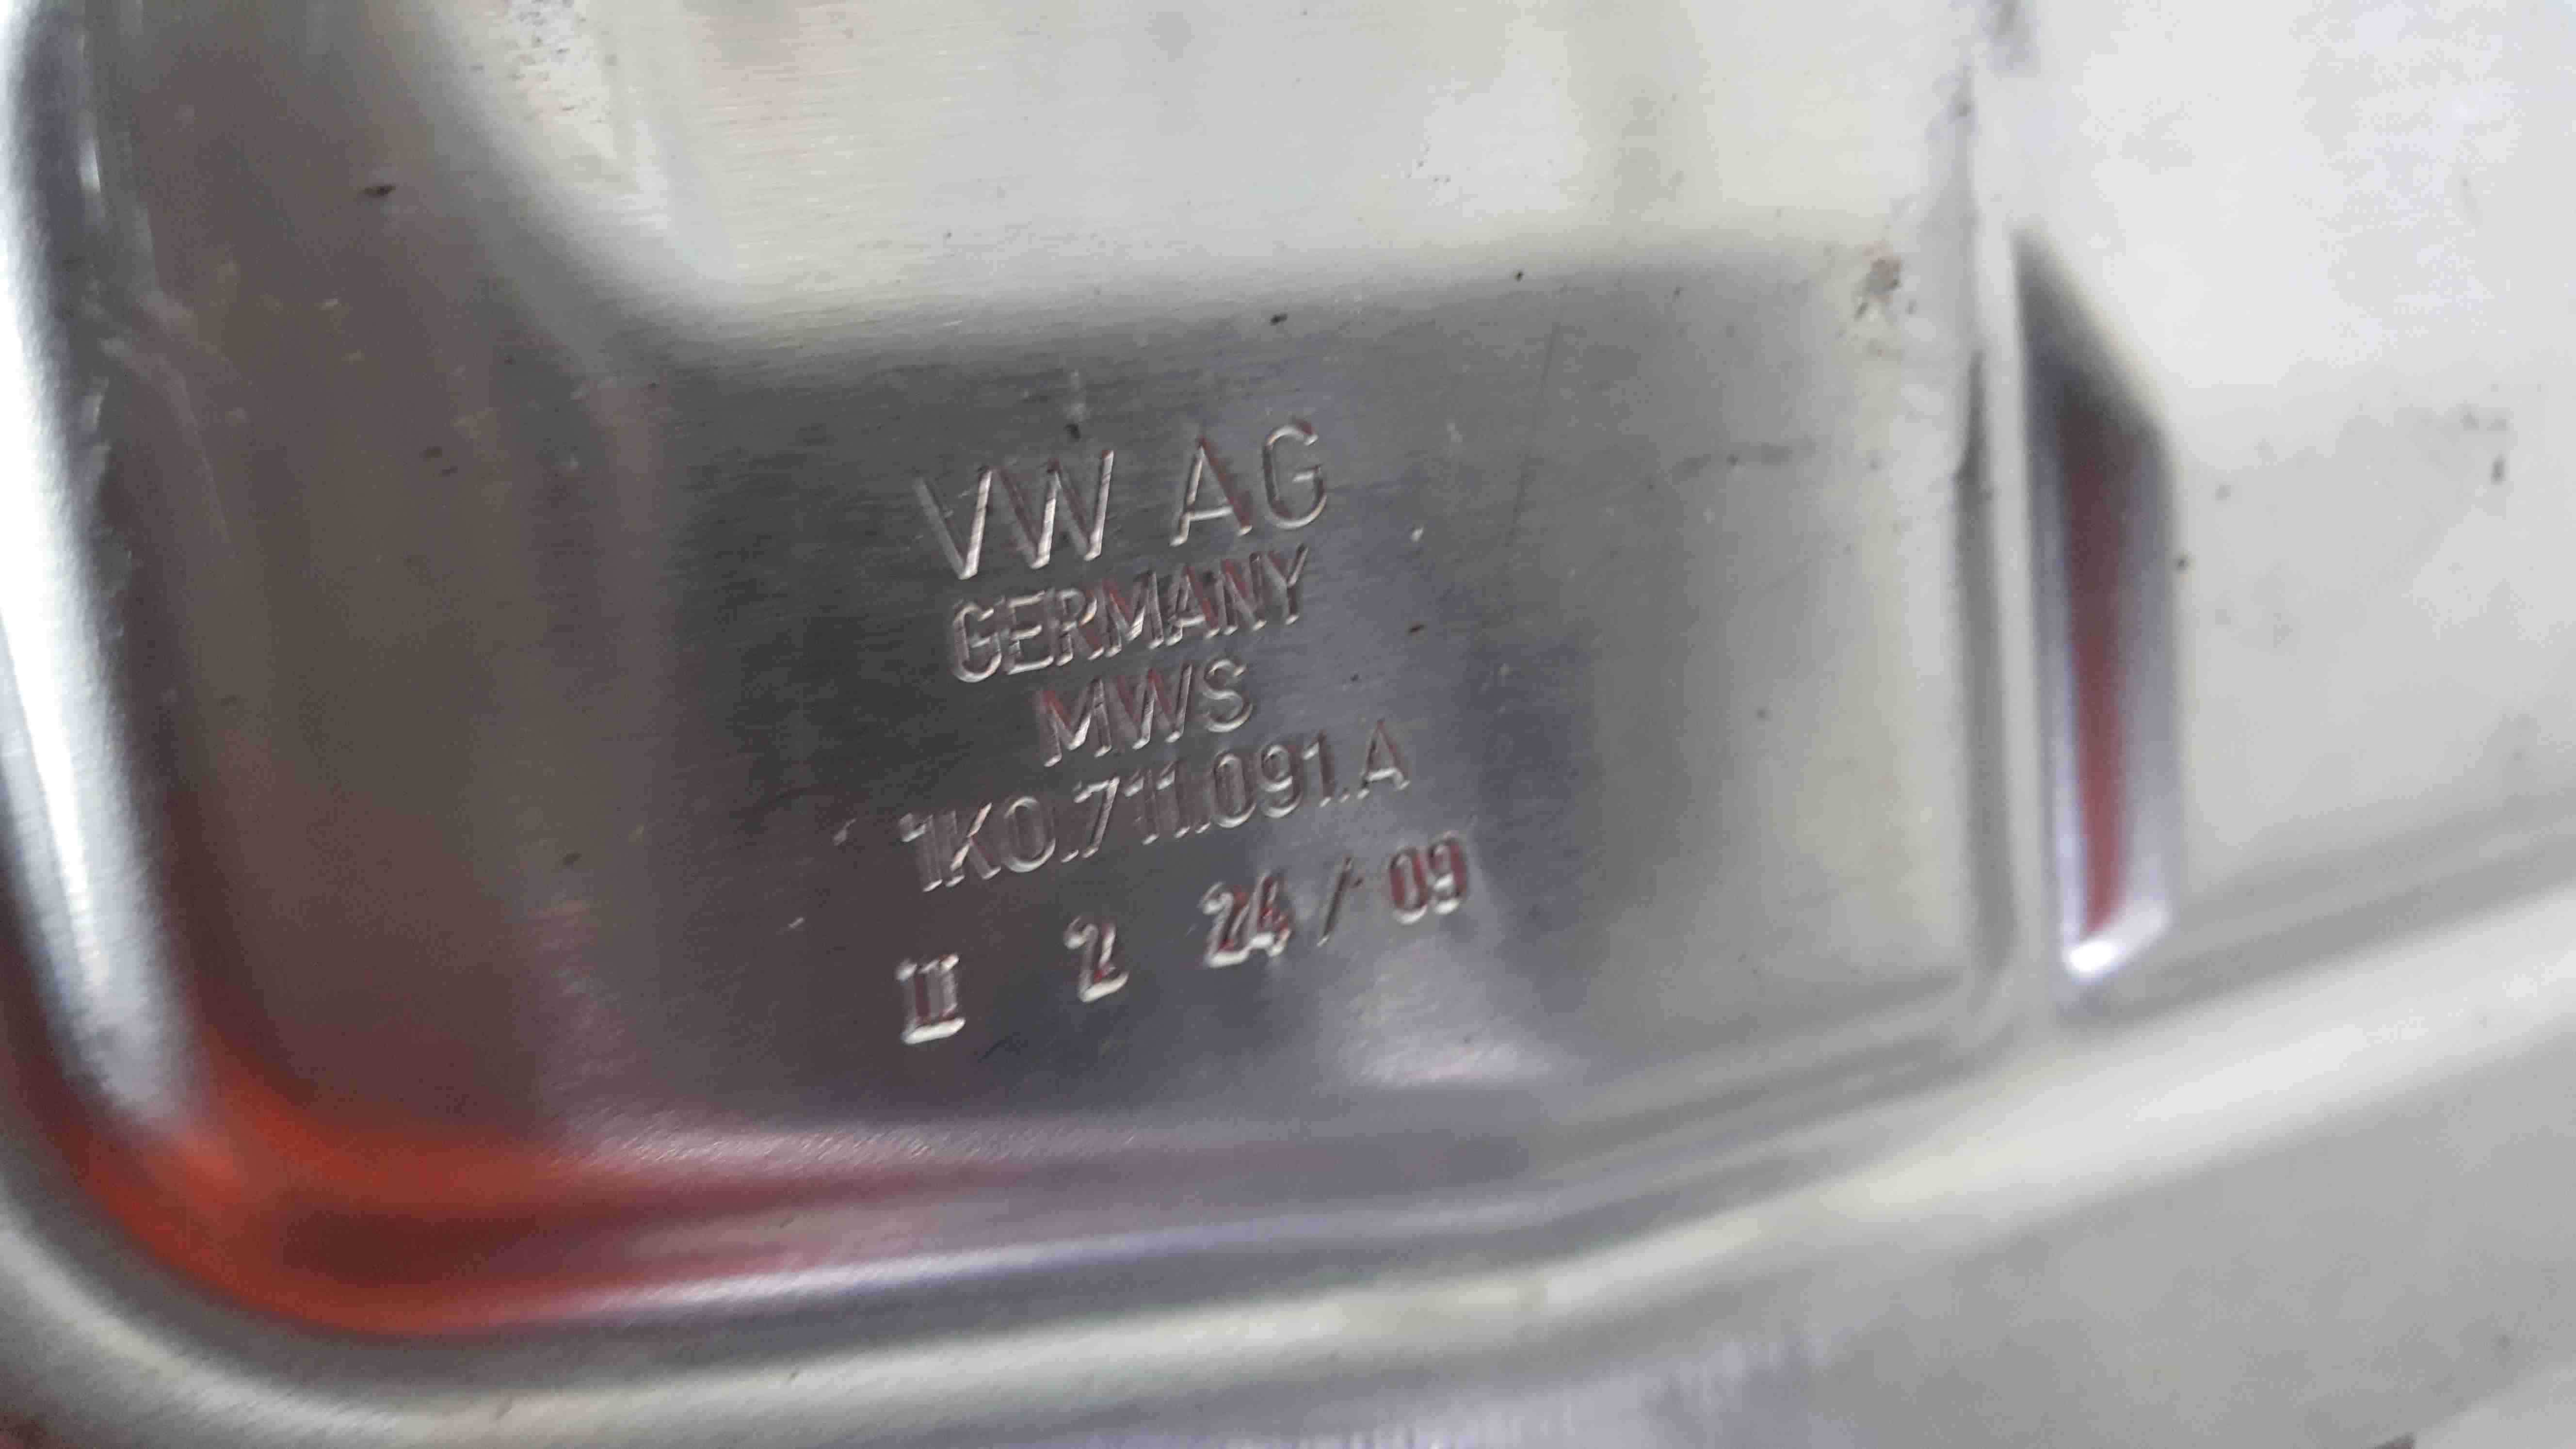 VW AG
GERMANY
MWS
1K0.711.091.A
II 2 24 / 09